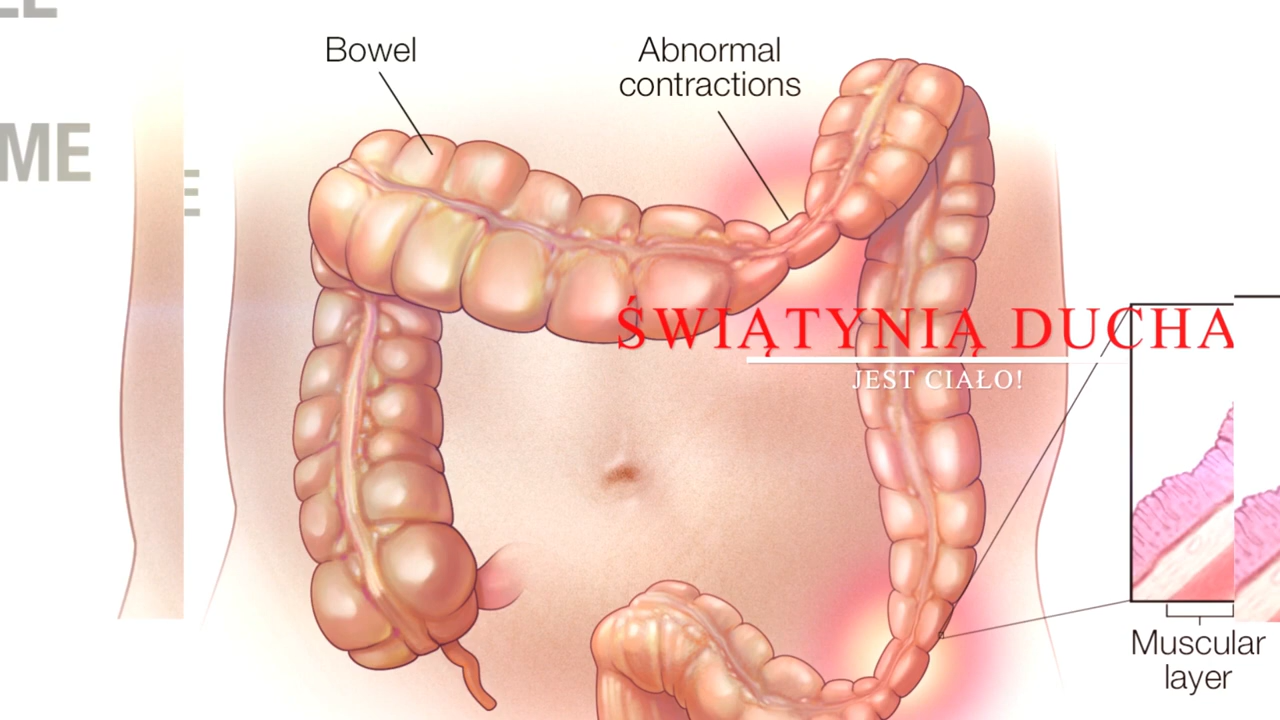 ME
E
Bowel
Abnormal
contractions
ŚWIĄTYNIĄ DUCHA
JEST CIAŁO!
Muscular
layer